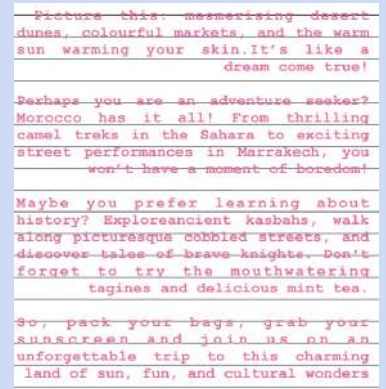 Picture this: mesmerising desert
dunes, colourful markets, and the warm
sun warming your skin.It's like a
dream come true!
Perhaps you are an adventure seeker?
Morocco has it all! From thrilling
camel treks in the Sahara to exciting
street performances in Marrakech, you
won't have a moment of boredom!
Maybe you prefer learning about
history? Exploreancient kasbahs, walk
along picturesque cobbled streets, and
discover tales of brave knights. Don't
forget to try the mouthwatering
tagines and delicious mint tea.
So, pack your bags, grab your
sunscreen and join us on an
unforgettable trip to this charming
land of sun, fun, and cultural wonders